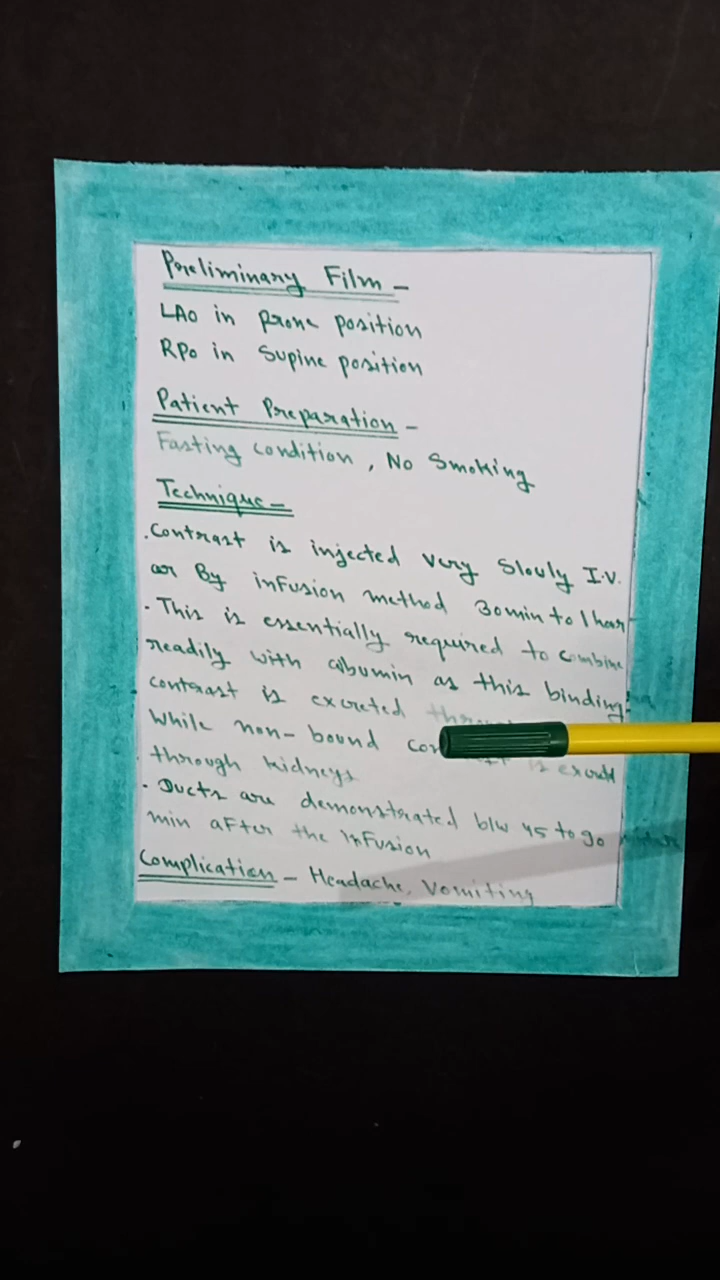 Preliminary Film -
LAO in prone position
RPO in Supine position
Patient Preparation -
Fasting condition, No Smoking
Technique -
. Contrast is injected very slowly I.V.
or By infusion method 30min to 1 hour
. This is essentially required to combine
readily with albumin as this binding
contrast is excreted
While non-bound is
through kidneys
. Ducts are demonstrated b/w 45 to 90
min after the infusion
Complication - Headache, Vomiting